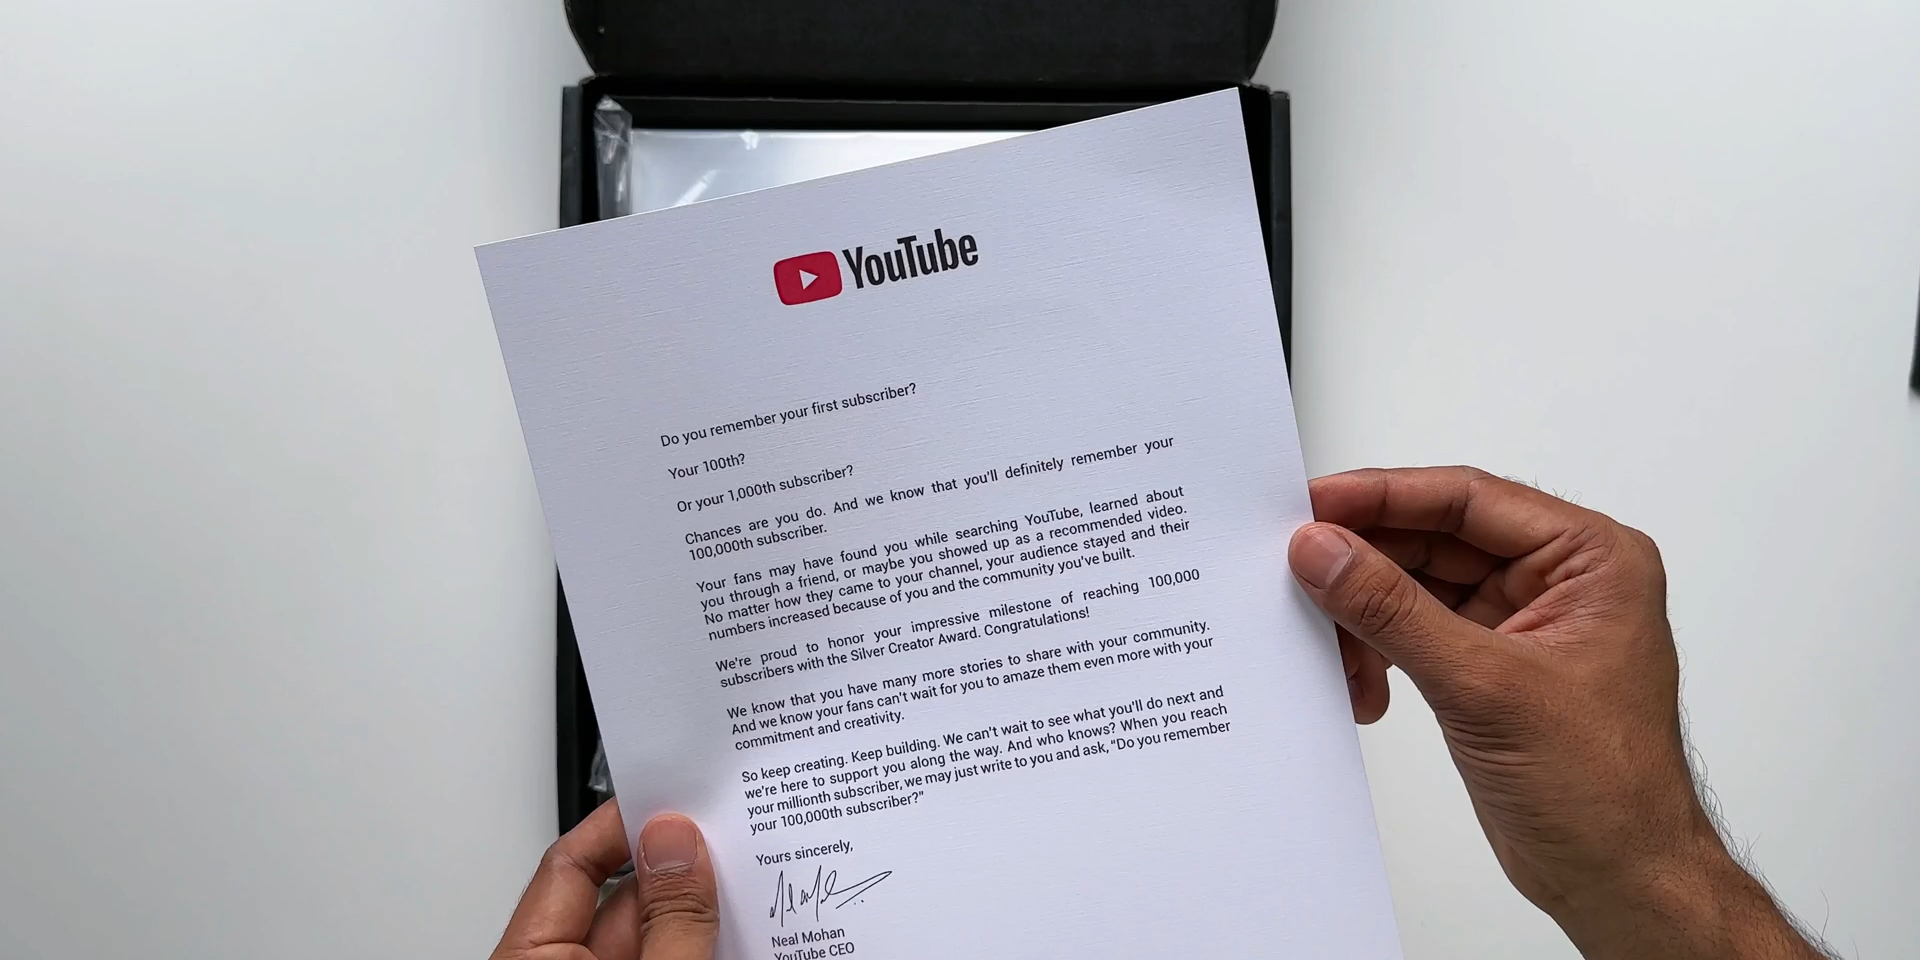 YouTube
Do you remember your first subscriber?
Your 100th?
Or your 1,000th subscriber?
Chances are you do. And we know that you'll definitely remember your
100,000th subscriber.
Your fans may have found you while searching YouTube, learned about
you through a friend, or maybe you showed up as a recommended video.
No matter how they came to your channel, your audience stayed and their
numbers increased because of you and the community you've built.
We're proud to honor your impressive milestone of reaching 100,000
subscribers with the Silver Creator Award. Congratulations!
We know that you have many more stories to share with your community.
And we know your fans can't wait for you to amaze them even more with your
commitment and creativity.
So keep creating. Keep building. We can't wait to see what you'll do next and
we're here to support you along the way. And who knows? When you reach
your millionth subscriber, we may just write to you and ask, "Do you remember
your 100,000th subscriber?"
Yours sincerely,
Neal Mohan
YouTube CEO